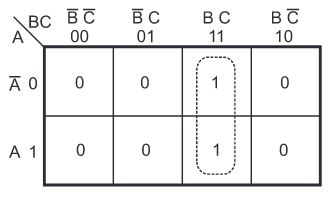 BC B̅ C̅ B̅ C B C B C̅
A 00 01 11 10
A̅ 0 0 0 1 0
A 1 0 0 1 0